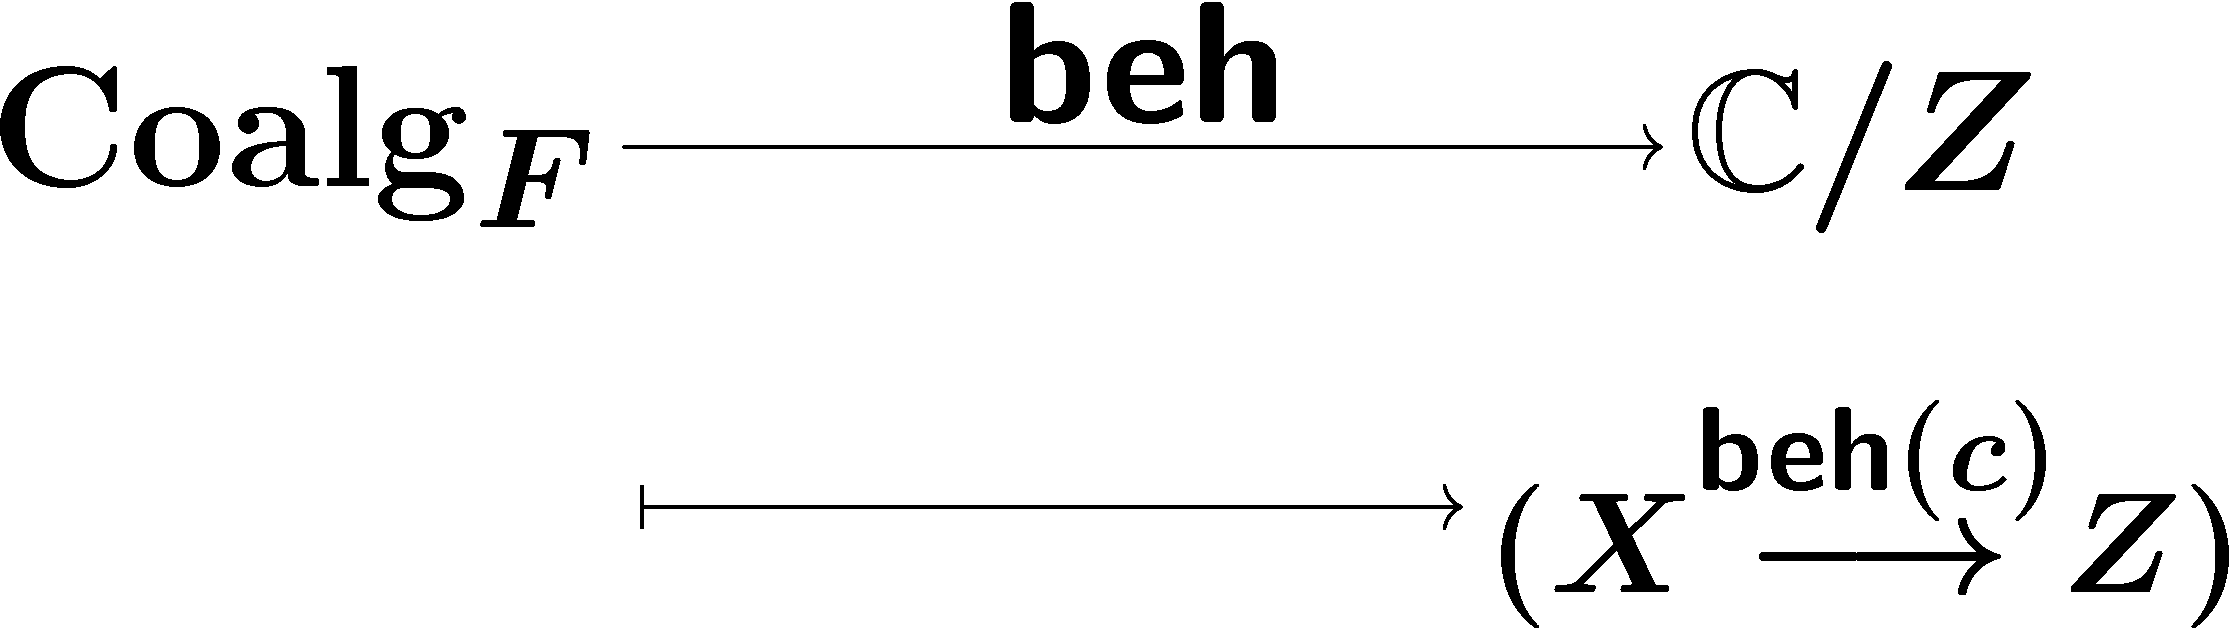 Coalg_F beh ℂ/Z
(X beh(c) → Z)